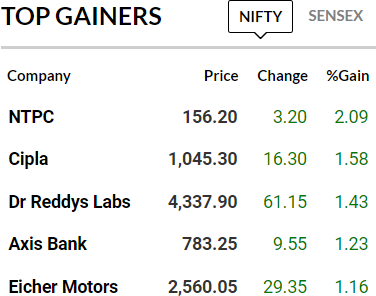 TOP GAINERS NIFTY SENSEX
Company Price Change %Gain
NTPC 156.20 3.20 2.09
Cipla 1,045.30 16.30 1.58
Dr Reddys Labs 4,337.90 61.15 1.43
Axis Bank 783.25 9.55 1.23
Eicher Motors 2,560.05 29.35 1.16